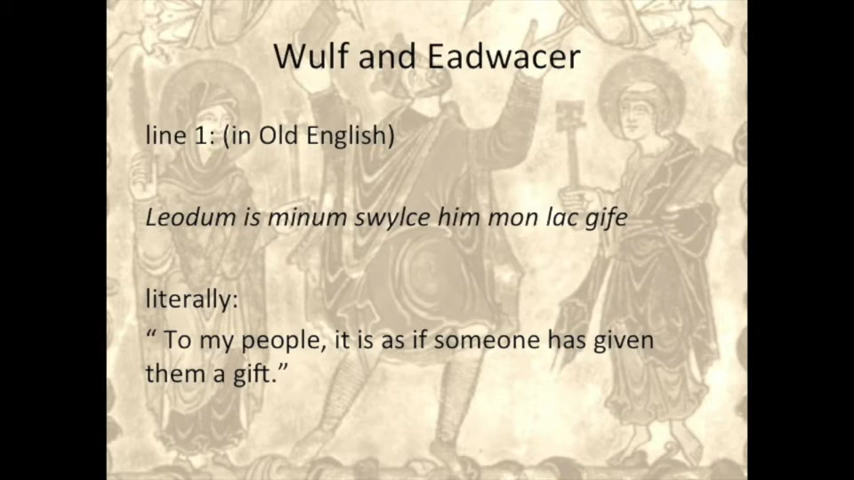 Wulf and Eadwacer
line 1: (in Old English)
Leodum is minum swylce him mon lac gife
literally:
“ To my people, it is as if someone has given
them a gift.”